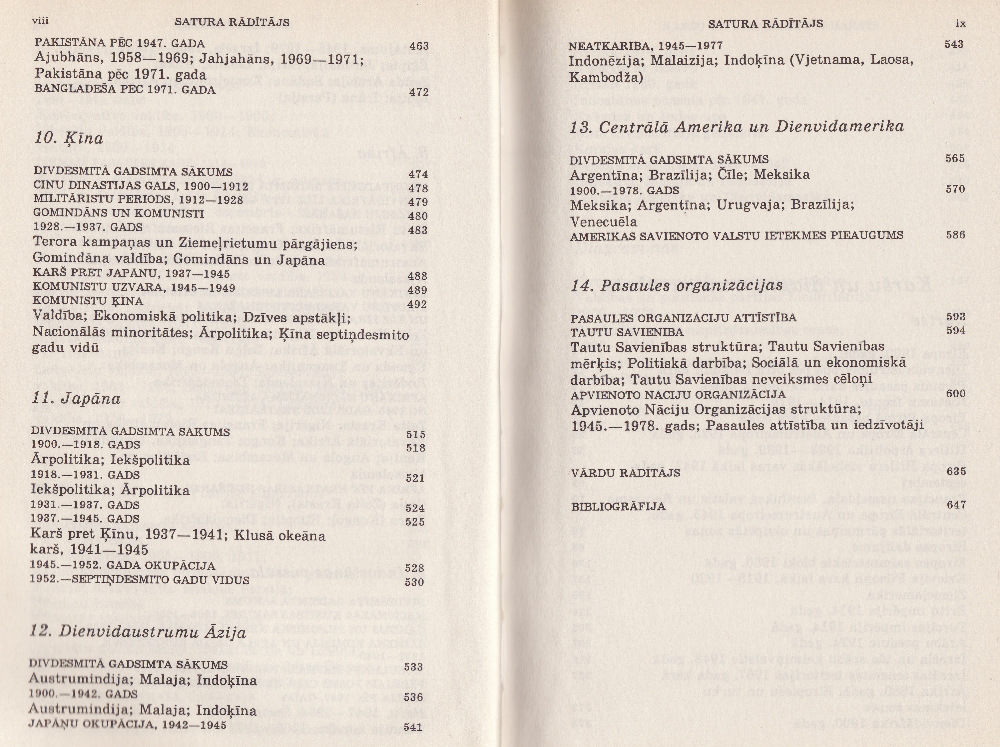 viii SATURA RĀDĪTĀJS
PAKISTĀNA PĒC 1947. GADA 463
Ajubhāns, 1958—1969; Jahjahāns, 1969—1971;
Pakistāna pēc 1971. gada
BANGLADEŠA PĒC 1971. GADA 472
10. Ķīna
DIVDESMITĀ GADSIMTA SĀKUMS 474
CIŅU DINASTIJAS GALS, 1900—1912 478
MILITĀRISTU PERIODS, 1912—1928 479
GOMINDĀNS UN KOMUNISTI 480
1928.—1937. GADS 483
Terora kampaņas un Ziemeļrietumu pārgājiens;
Gomindāna valdība; Gomindāns un Japāna
KARŠ PRET JAPĀNU, 1937—1945 488
KOMUNISTU UZVARA, 1945—1949 489
KOMUNISTU ĶĪNA 492
Valdība; Ekonomiskā politika; Dzīves apstākļi;
Nacionālās minoritātes; Ārpolitika; Ķīna septiņdesmito
gadu vidū
11. Japāna
DIVDESMITĀ GADSIMTA SĀKUMS 515
1900.—1918. GADS 518
Ārpolitika; Iekšpolitika
1918.—1931. GADS 521
Iekšpolitika; Ārpolitika
1931.—1937. GADS 524
1937.—1945. GADS 525
Karš pret Ķīnu, 1937—1941; Klusā okeāna
karš, 1941—1945
1945.—1952. GADA OKUPĀCIJA 528
1952.—SEPTIŅDESMITO GADU VIDUS 530
12. Dienvidaustrumu Āzija
DIVDESMITĀ GADSIMTA SĀKUMS 533
Austrumindija; Malaja; Indoķīna
1900.—1942. GADS 536
Austrumindija; Malaja; Indoķīna
JAPĀŅU OKUPĀCIJA, 1942—1945 541
SATURA RĀDĪTĀJS ix
NEATKARĪBA, 1945—1977 543
Indonēzija; Malaizija; Indoķīna (Vjetnama, Laosa,
Kambodža)
13. Centrālā Amerika un Dienvidamerika
DIVDESMITĀ GADSIMTA SĀKUMS 565
Argentīna; Brazīlija; Čīle; Meksika
1900.—1978. GADS 570
Meksika; Argentīna; Urugvaja; Brazīlija;
Venecuēla
AMERIKAS SAVIENOTO VALSTU IETEKMES PIEAUGUMS 586
14. Pasaules organizācijas
PASAULES ORGANIZĀCIJU ATTĪSTĪBA 593
TAUTU SAVIENĪBA 594
Tautu Savienības struktūra; Tautu Savienības
mērķis; Politiskā darbība; Sociālā un ekonomiskā
darbība; Tautu Savienības neveiksmes cēloņi
APVIENOTO NĀCIJU ORGANIZĀCIJA 600
Apvienoto Nāciju Organizācijas struktūra;
1945.—1978. gads; Pasaules attīstība un iedzīvotāji
VĀRDU RĀDĪTĀJS 635
BIBLIOGRĀFIJA 647